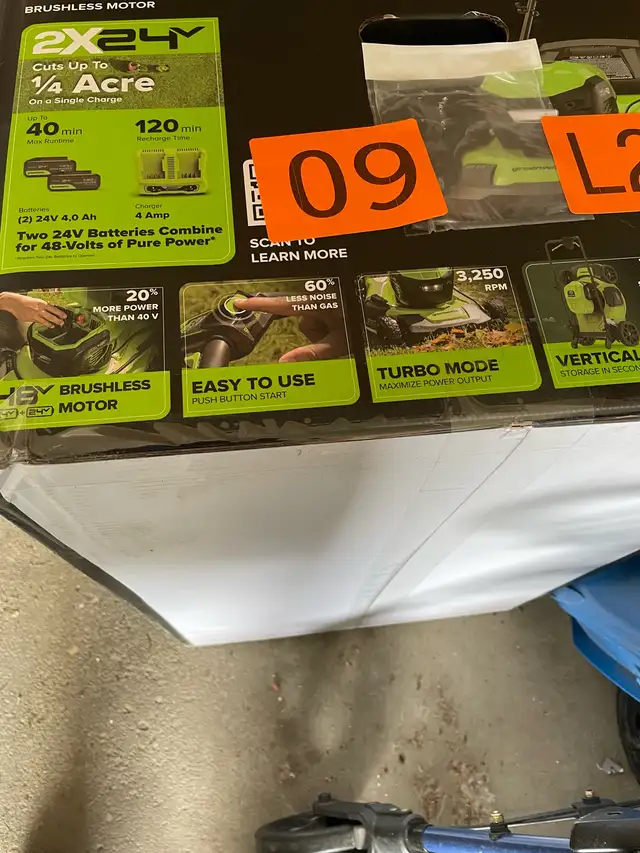 BRUSHLESS MOTOR
2X24V
Cuts Up To
1/4 Acre
On a Single Charge
Up To
40 min
Max Runtime
120 min
Recharge Time
Batteries
(2) 24V 4,0 Ah
Charger
4 Amp
Two 24V Batteries Combine
for 48-Volts of Pure Power*
09
L2
SCAN TO
LEARN MORE
20%
MORE POWER
THAN 40 V
48V BRUSHLESS
24V + 24V MOTOR
60%
LESS NOISE
THAN GAS
EASY TO USE
PUSH BUTTON START
3,250
RPM
TURBO MODE
MAXIMIZE POWER OUTPUT
VERTICAL
STORAGE IN SECON